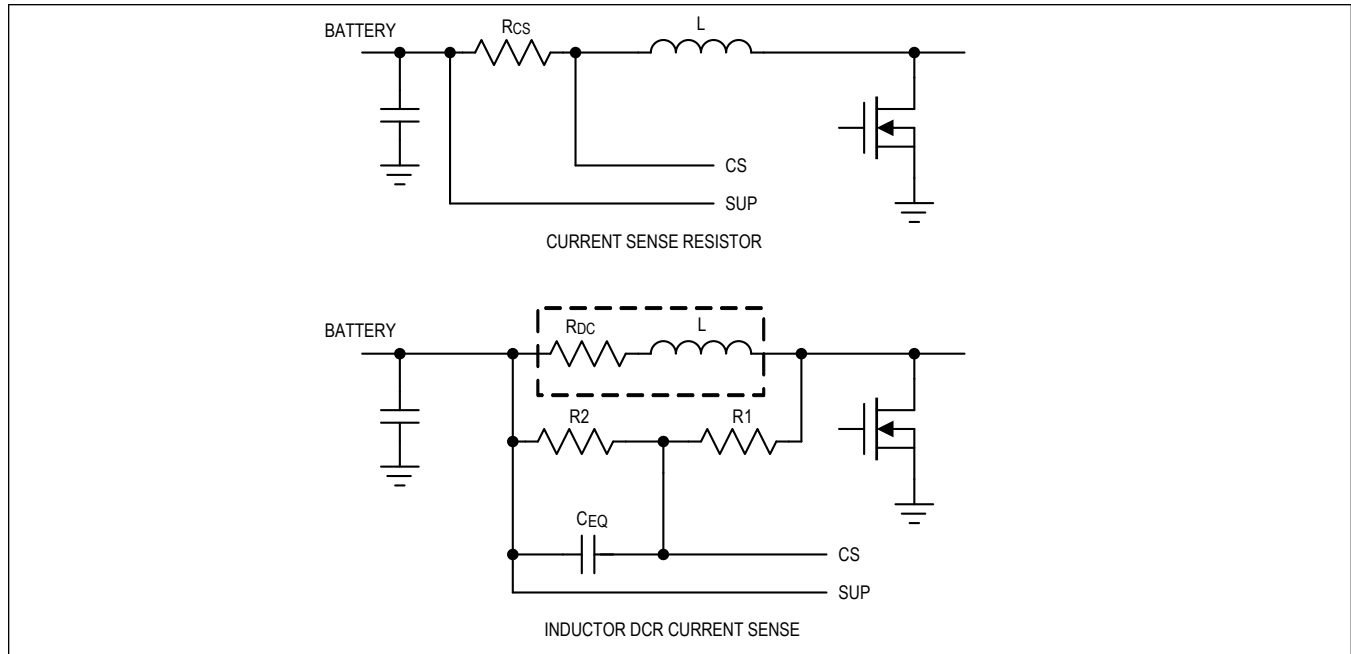 BATTERY
RCS
L
CS
SUP
CURRENT SENSE RESISTOR
BATTERY
RDC
L
R2
R1
CEQ
CS
SUP
INDUCTOR DCR CURRENT SENSE